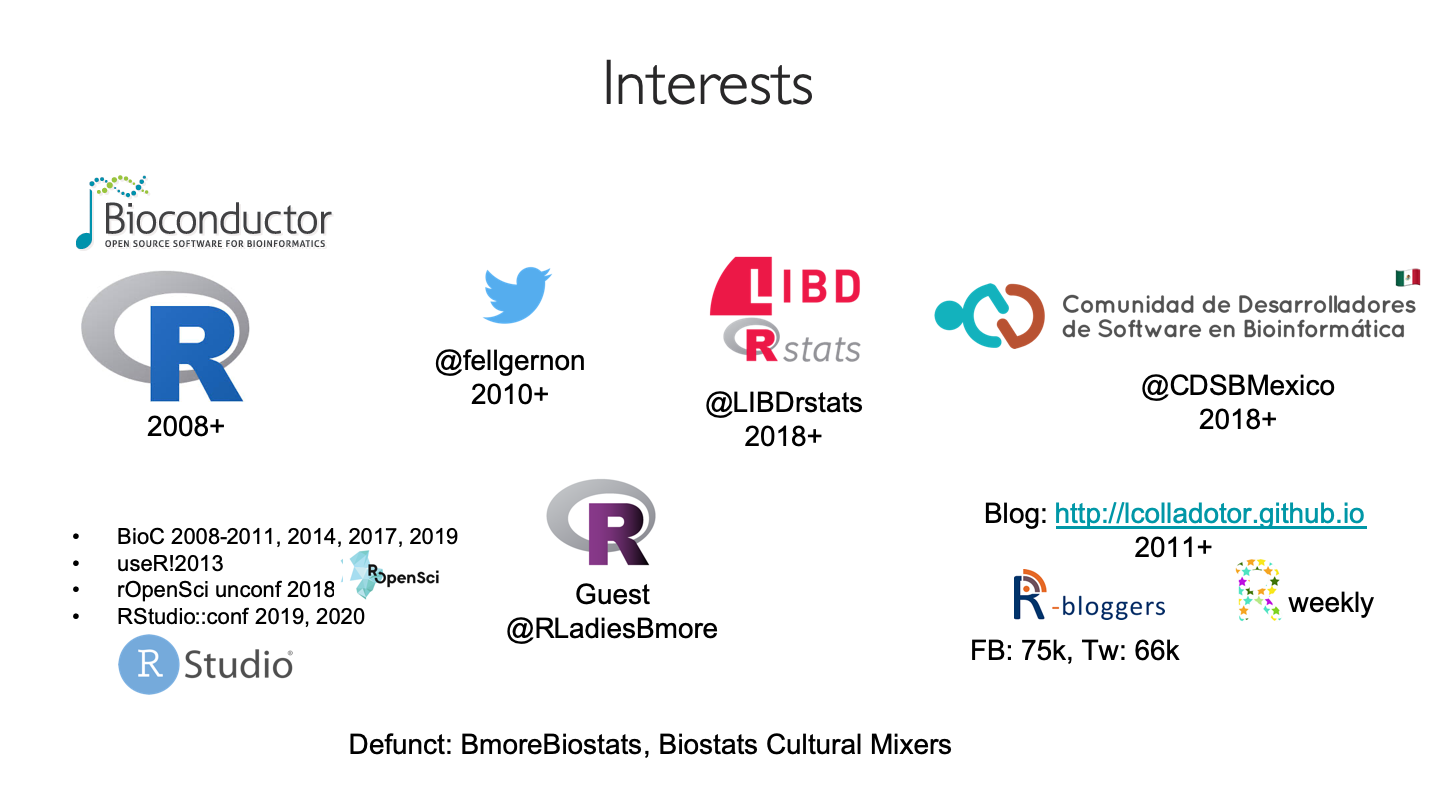 Interests
Bioconductor
OPEN SOURCE SOFTWARE FOR BIOINFORMATICS
R
2008+
@fellgernon
2010+
LIBD
R stats
@LIBDrstats
2018+
Comunidad de Desarrolladores
de Software en Bioinformática
@CDSBMexico
2018+
• BioC 2008-2011, 2014, 2017, 2019
• useR!2013
• rOpenSci unconf 2018
• RStudio::conf 2019, 2020
ROpenSci
R Studio®
R
Guest
@RLadiesBmore
Blog: http://lcolladotor.github.io
2011+
R-bloggers
R weekly
FB: 75k, Tw: 66k
Defunct: BmoreBiostats, Biostats Cultural Mixers